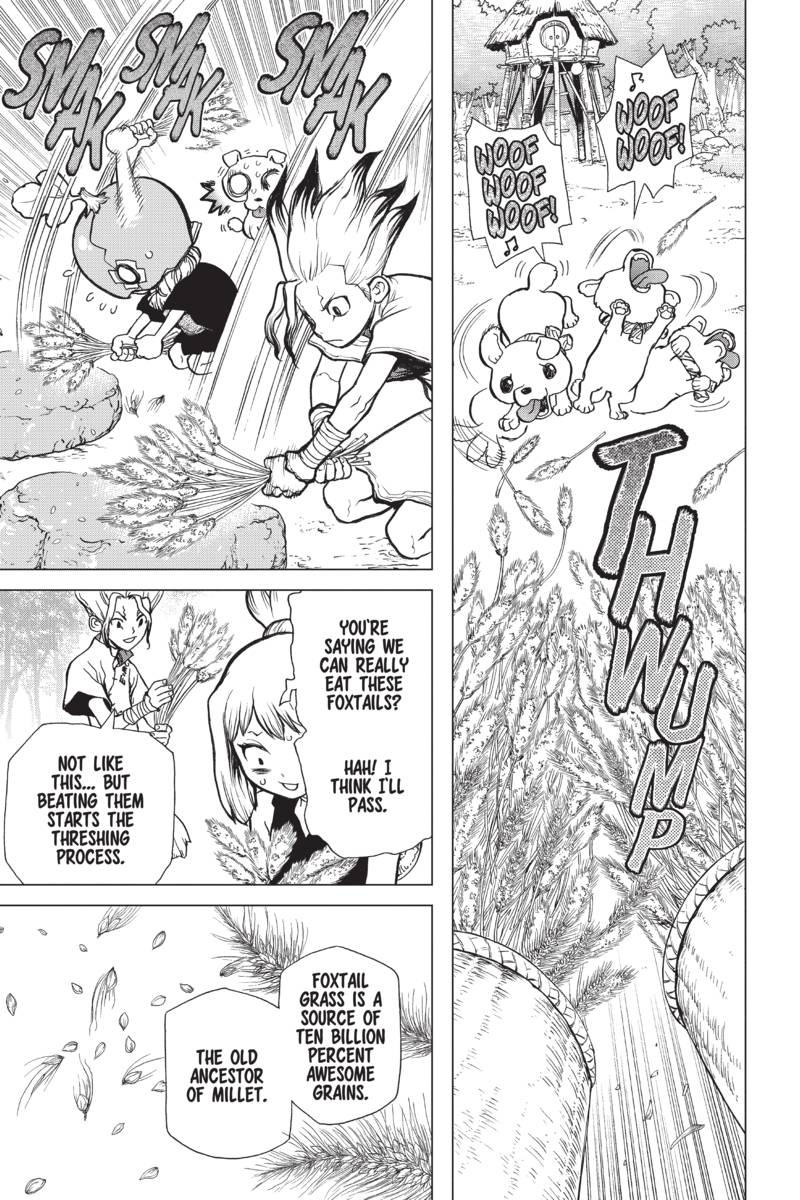 WOOF
WOOF!
WOOF
WOOF
WOOF!
THWUMP
SMAK
SMAK
SMAK
YOU'RE
SAYING WE
CAN REALLY
EAT THESE
FOXTAILS?
HAH! I
THINK I'LL
PASS.
NOT LIKE
THIS... BUT
BEATING THEM
STARTS THE
THRESHING
PROCESS.
FOXTAIL
GRASS IS A
SOURCE OF
TEN BILLION
PERCENT
AWESOME
GRAINS.
THE OLD
ANCESTOR
OF MILLET.